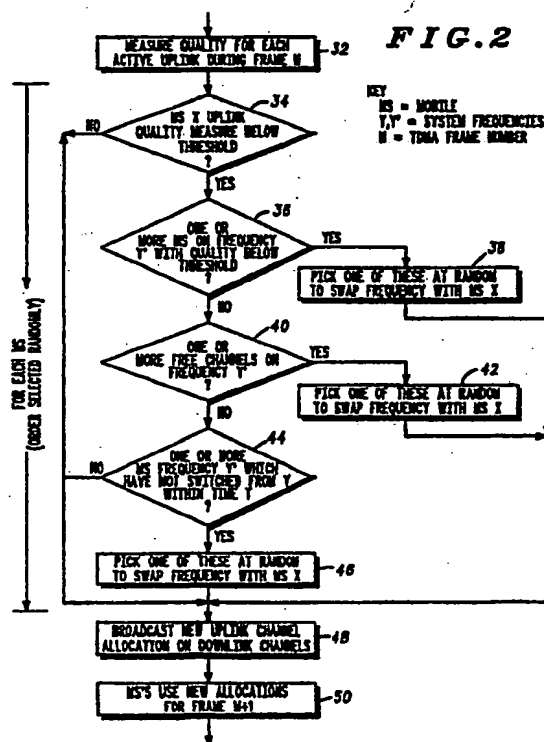 FIG.2
MEASURE QUALITY FOR EACH
ACTIVE UPLINK DURING FRAME N
32
KEY
MS = MOBILE
Y,Y' = SYSTEM FREQUENCIES
N = TDMA FRAME NUMBER
34
MS X UPLINK
QUALITY MEASURE BELOW
THRESHOLD
?
NO
YES
36
ONE OR
MORE MS ON FREQUENCY
Y' WITH QUALITY BELOW
THRESHOLD
?
YES
NO
38
PICK ONE OF THESE AT RANDOM
TO SWAP FREQUENCY WITH MS X
40
ONE OR
MORE FREE CHANNELS ON
FREQUENCY Y'
?
YES
NO
42
PICK ONE OF THESE AT RANDOM
TO SWAP FREQUENCY WITH MS X
FOR EACH MS
(ORDER SELECTED RANDOMLY)
44
ONE OR MORE
MS FREQUENCY Y' WHICH
HAVE NOT SWITCHED FROM Y
WITHIN TIME T
?
NO
YES
PICK ONE OF THESE AT RANDOM
TO SWAP FREQUENCY WITH MS X
46
BROADCAST NEW UPLINK CHANNEL
ALLOCATION ON DOWNLINK CHANNELS
48
MS'S USE NEW ALLOCATIONS
FOR FRAME N+1
50